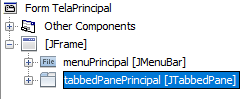 Form TelaPrincipal
Other Components
[JFrame]
File menuPrincipal [JMenuBar]
tabbedPanePrincipal [JTabbedPane]